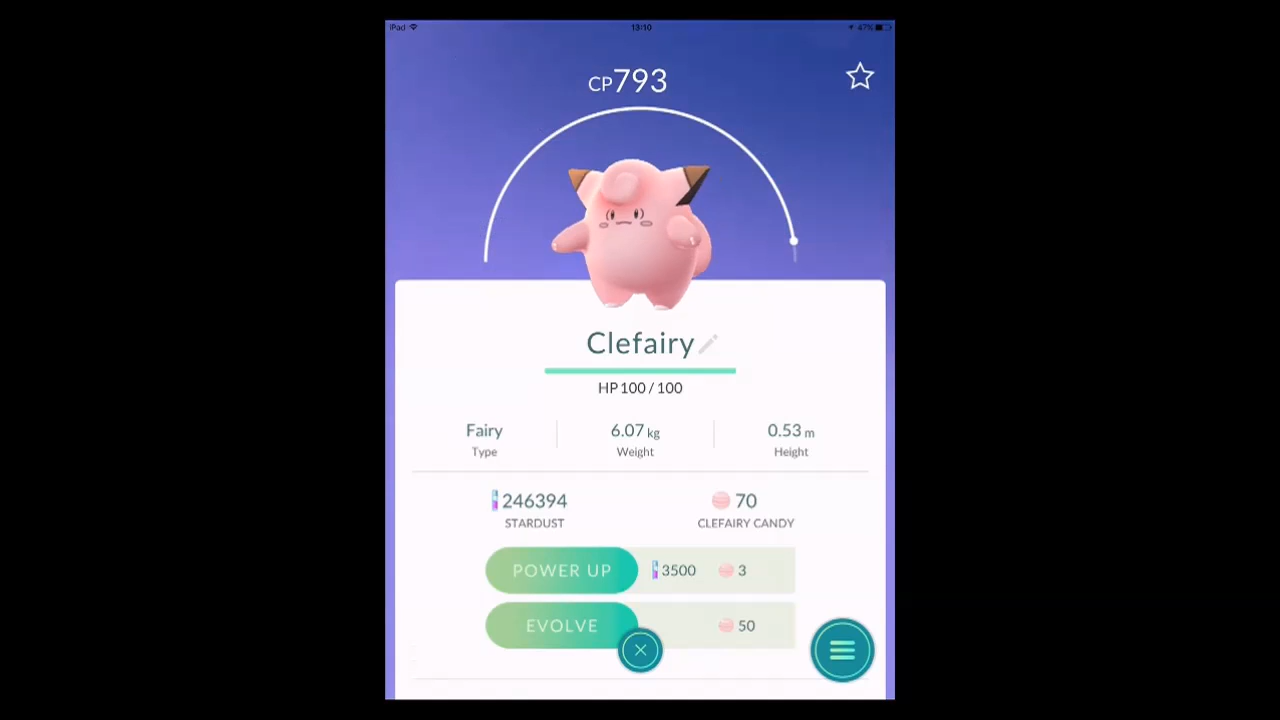 iPad 13:10 47%
CP793
Clefairy
HP 100 / 100
Fairy 6.07 kg 0.53 m
Type Weight Height
246394 70
STARDUST CLEFAIRY CANDY
POWER UP 3500 3
EVOLVE 50